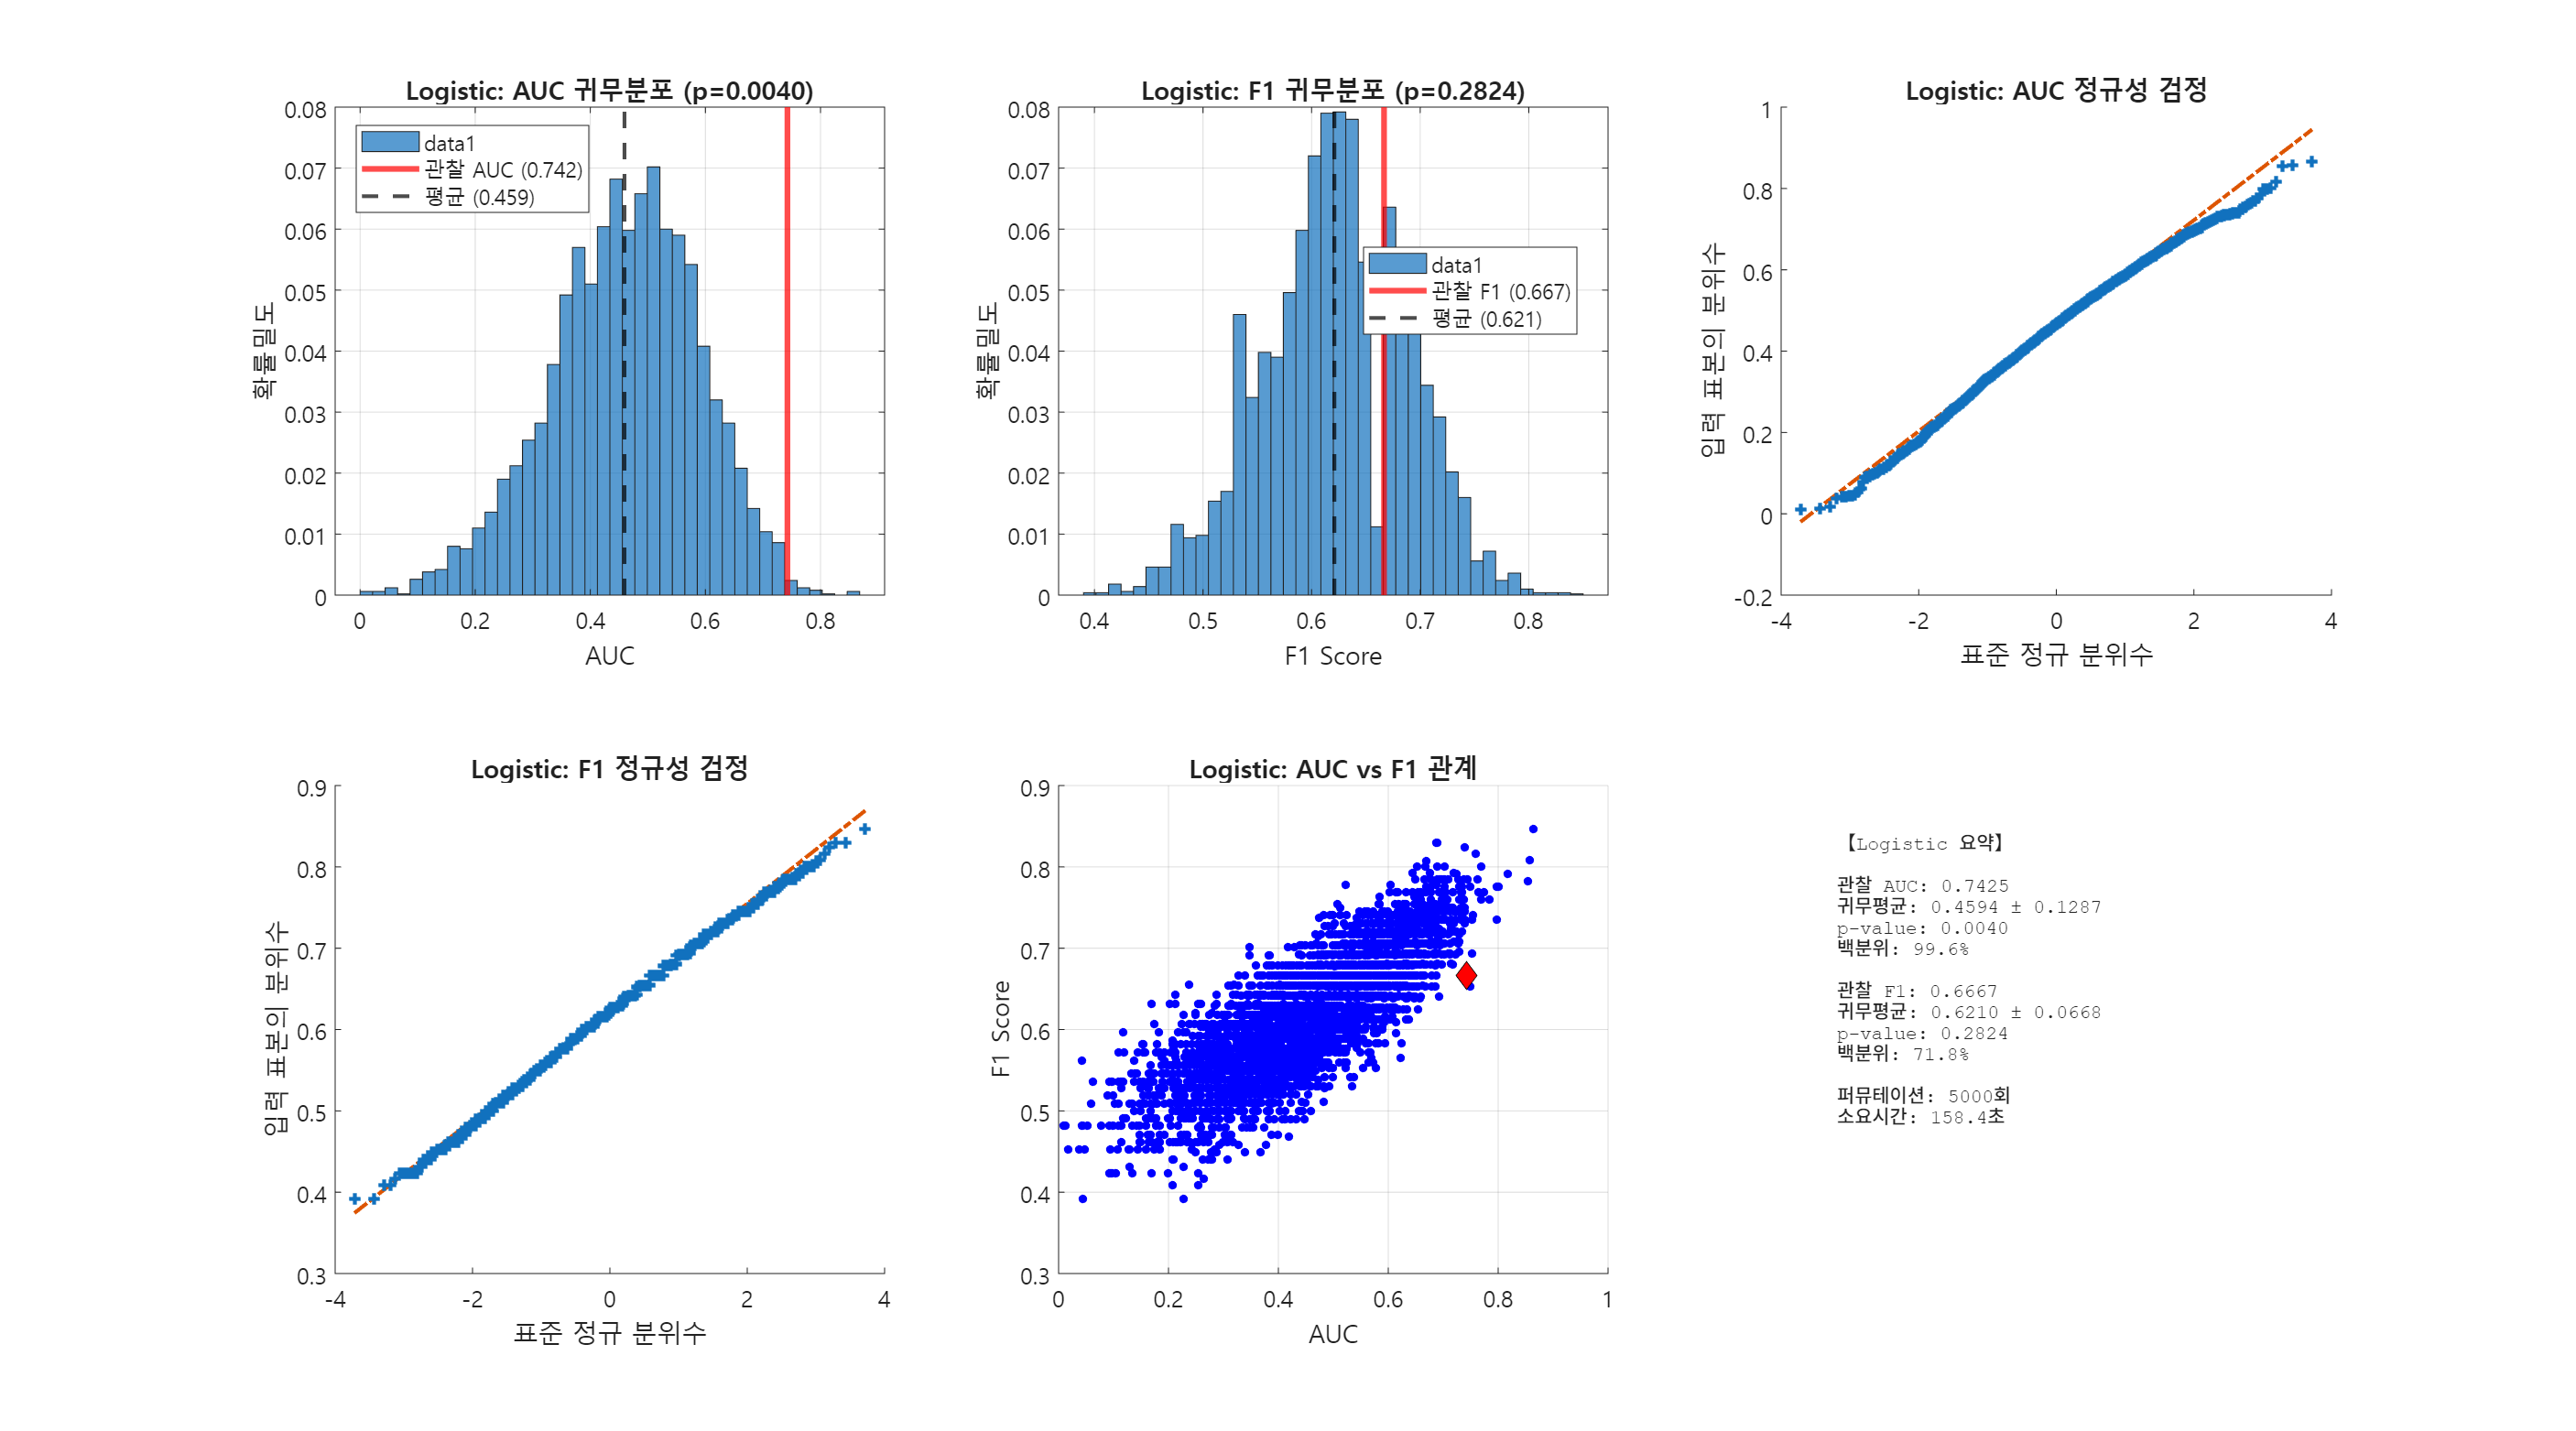 Logistic: AUC 귀무분포 (p=0.0040)
0.08
0.07
0.06
0.05
0.04
0.03
0.02
0.01
0
확률밀도
data1
관찰 AUC (0.742)
평균 (0.459)
0 0.2 0.4 0.6 0.8
AUC
Logistic: F1 귀무분포 (p=0.2824)
0.08
0.07
0.06
0.05
0.04
0.03
0.02
0.01
0
확률밀도
data1
관찰 F1 (0.667)
평균 (0.621)
0.4 0.5 0.6 0.7 0.8
F1 Score
Logistic: AUC 정규성 검정
1
0.8
0.6
0.4
0.2
0
-0.2
입력 표본의 분위수
-4 -2 0 2 4
표준 정규 분위수
Logistic: F1 정규성 검정
0.9
0.8
0.7
0.6
0.5
0.4
0.3
입력 표본의 분위수
-4 -2 0 2 4
표준 정규 분위수
Logistic: AUC vs F1 관계
0.9
0.8
0.7
0.6
0.5
0.4
0.3
F1 Score
0 0.2 0.4 0.6 0.8 1
AUC
【Logistic 요약】
관찰 AUC: 0.7425
귀무평균: 0.4594 ± 0.1287
p-value: 0.0040
백분위: 99.6%
관찰 F1: 0.6667
귀무평균: 0.6210 ± 0.0668
p-value: 0.2824
백분위: 71.8%
퍼뮤테이션: 5000회
소요시간: 158.4초